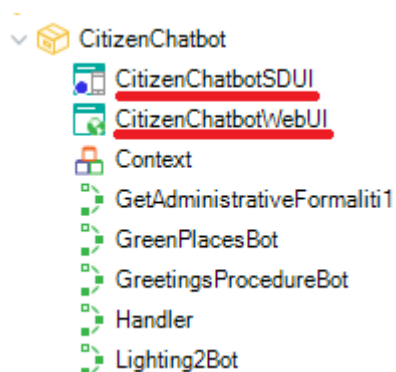 CitizenChatbot
CitizenChatbotSDUI
CitizenChatbotWebUI
Context
GetAdministrativeFormaliti1
GreenPlacesBot
GreetingsProcedureBot
Handler
Lighting2Bot